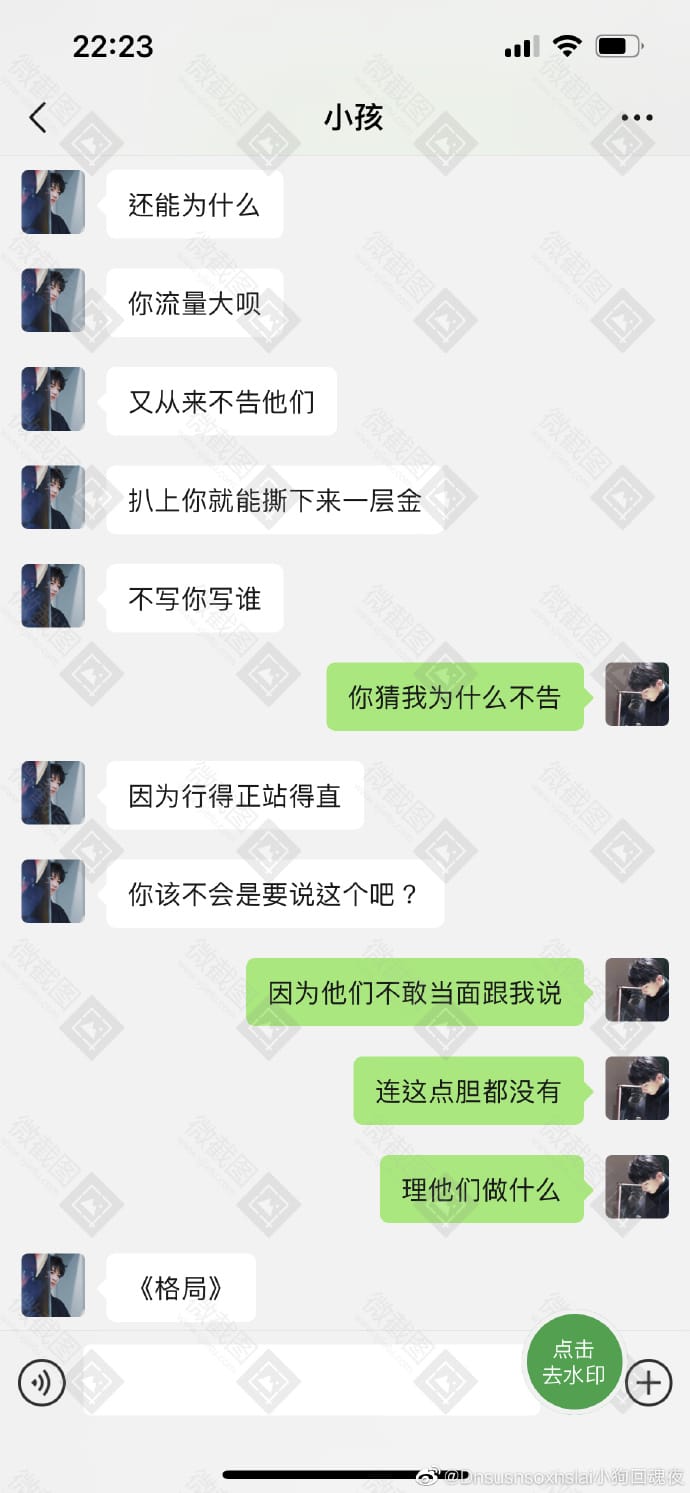 22:23
小孩
还能为什么
你流量大呗
又从来不告他们
扒上你就能撕下来一层金
不写你写谁
你猜我为什么不告
因为行得正站得直
你该不会是要说这个吧？
因为他们不敢当面跟我说
连这点胆都没有
理他们做什么
《格局》
点击
去水印
微截图
@Dnsusnsoxnslai小狗回魂夜